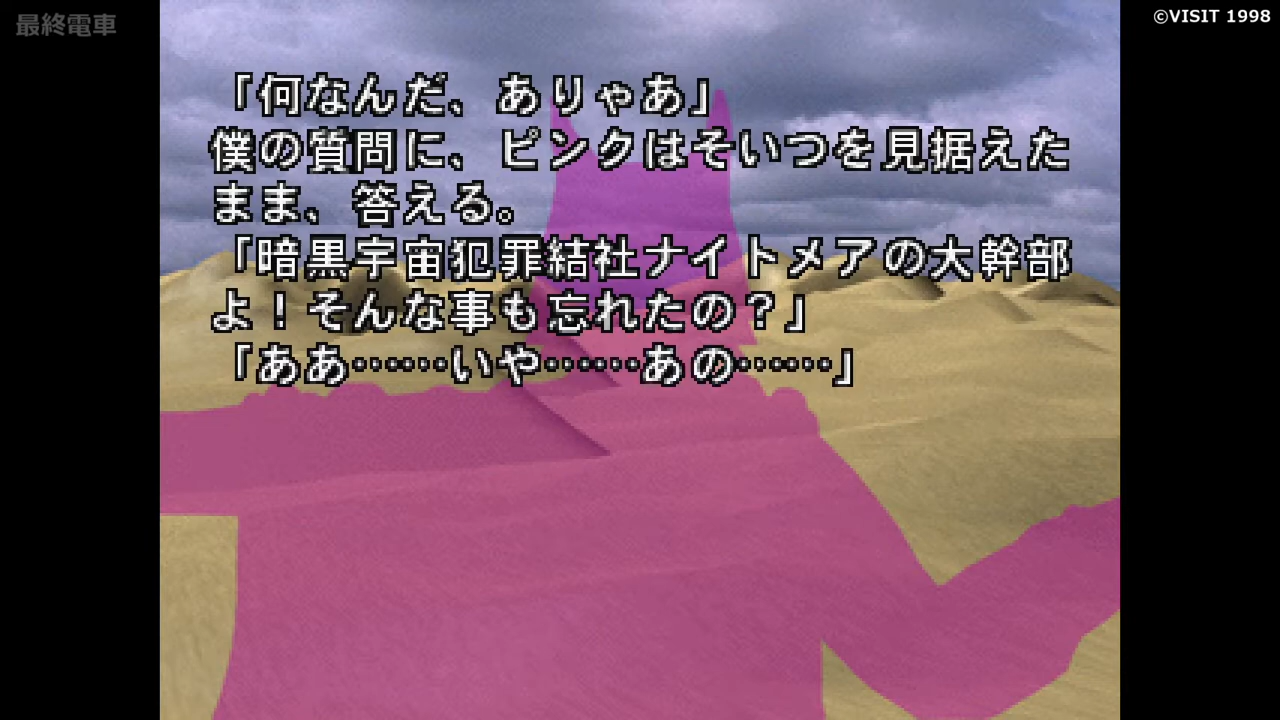 最終電車
©VISIT 1998
「何なんだ、ありゃあ」
僕の質問に、ピンクはそいつを見据えた
まま、答える。
「暗黒宇宙犯罪結社ナイトメアの大幹部
よ！そんな事も忘れたの？」
「ああ……いや……あの……」